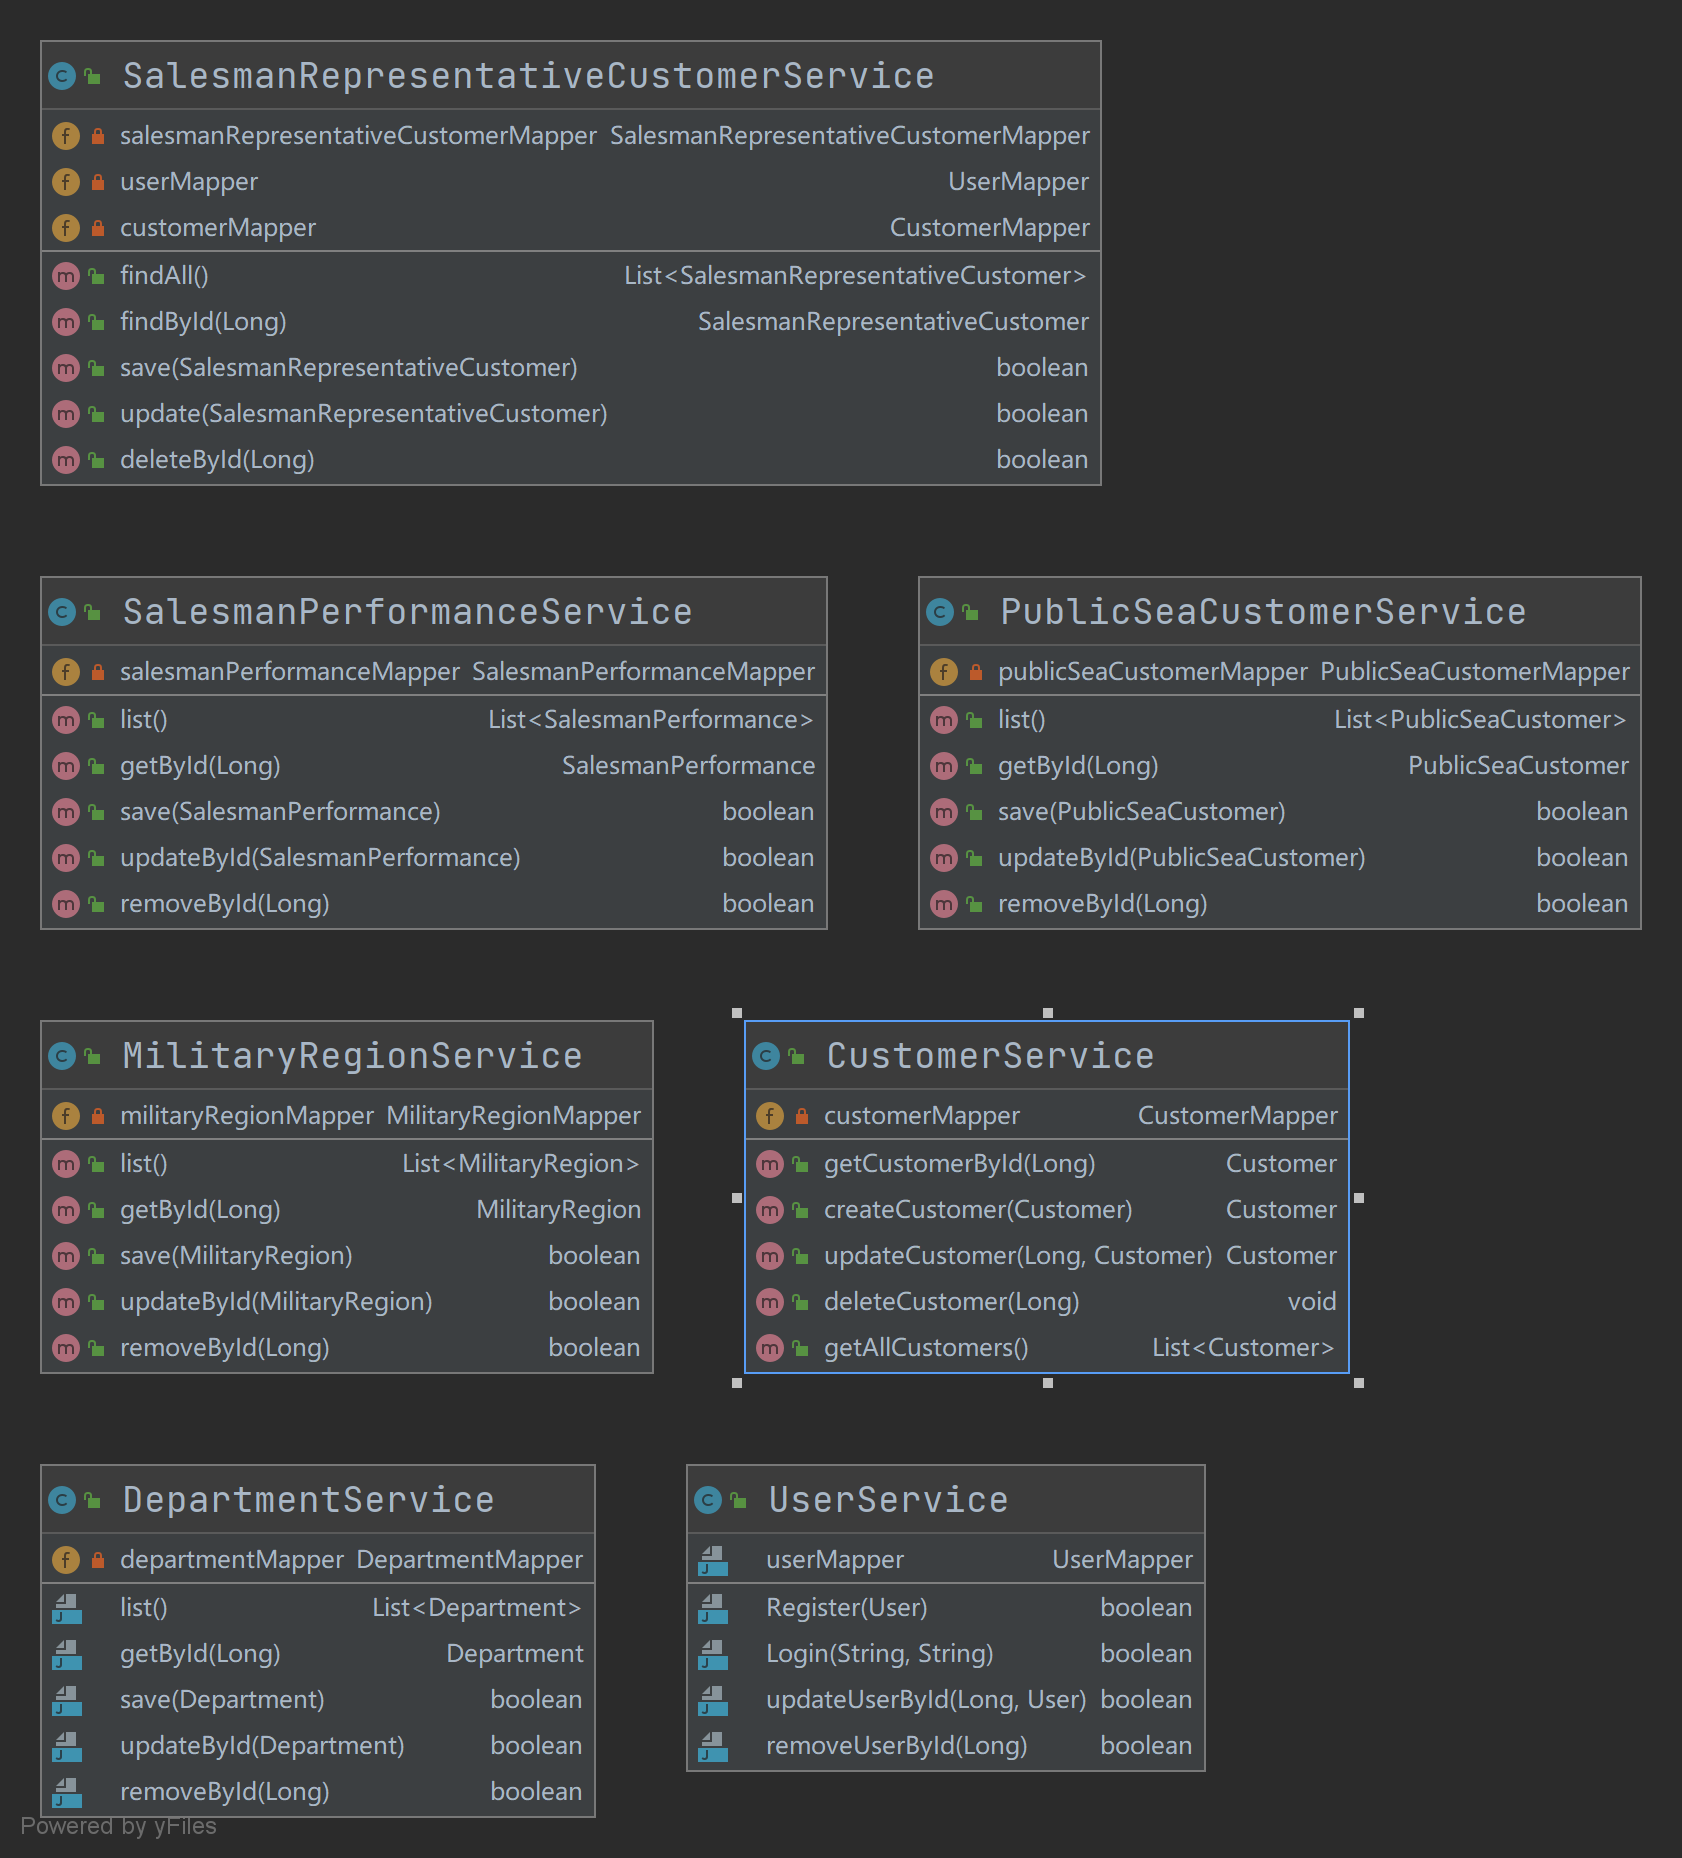 SalesmanRepresentativeCustomerService
salesmanRepresentativeCustomerMapper SalesmanRepresentativeCustomerMapper
userMapper UserMapper
customerMapper CustomerMapper
findAll() List<SalesmanRepresentativeCustomer>
findById(Long) SalesmanRepresentativeCustomer
save(SalesmanRepresentativeCustomer) boolean
update(SalesmanRepresentativeCustomer) boolean
deleteById(Long) boolean
SalesmanPerformanceService
salesmanPerformanceMapper SalesmanPerformanceMapper
list() List<SalesmanPerformance>
getById(Long) SalesmanPerformance
save(SalesmanPerformance) boolean
updateById(SalesmanPerformance) boolean
removeById(Long) boolean
PublicSeaCustomerService
publicSeaCustomerMapper PublicSeaCustomerMapper
list() List<PublicSeaCustomer>
getById(Long) PublicSeaCustomer
save(PublicSeaCustomer) boolean
updateById(PublicSeaCustomer) boolean
removeById(Long) boolean
MilitaryRegionService
militaryRegionMapper MilitaryRegionMapper
list() List<MilitaryRegion>
getById(Long) MilitaryRegion
save(MilitaryRegion) boolean
updateById(MilitaryRegion) boolean
removeById(Long) boolean
CustomerService
customerMapper CustomerMapper
getCustomerById(Long) Customer
createCustomer(Customer) Customer
updateCustomer(Long, Customer) Customer
deleteCustomer(Long) void
getAllCustomers() List<Customer>
DepartmentService
departmentMapper DepartmentMapper
list() List<Department>
getById(Long) Department
save(Department) boolean
updateById(Department) boolean
removeById(Long) boolean
UserService
userMapper UserMapper
Register(User) boolean
Login(String, String) boolean
updateUserById(Long, User) boolean
removeUserById(Long) boolean
Powered by yFiles